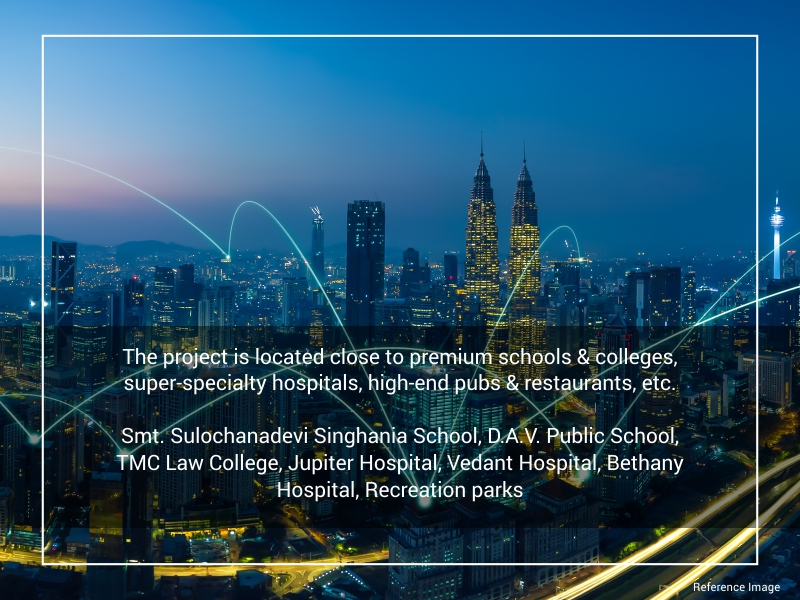 The project is located close to premium schools & colleges,
super-specialty hospitals, high-end pubs & restaurants, etc.
Smt. Sulochanadevi Singhania School, D.A.V. Public School,
TMC Law College, Jupiter Hospital, Vedant Hospital, Bethany
Hospital, Recreation parks
Reference Image